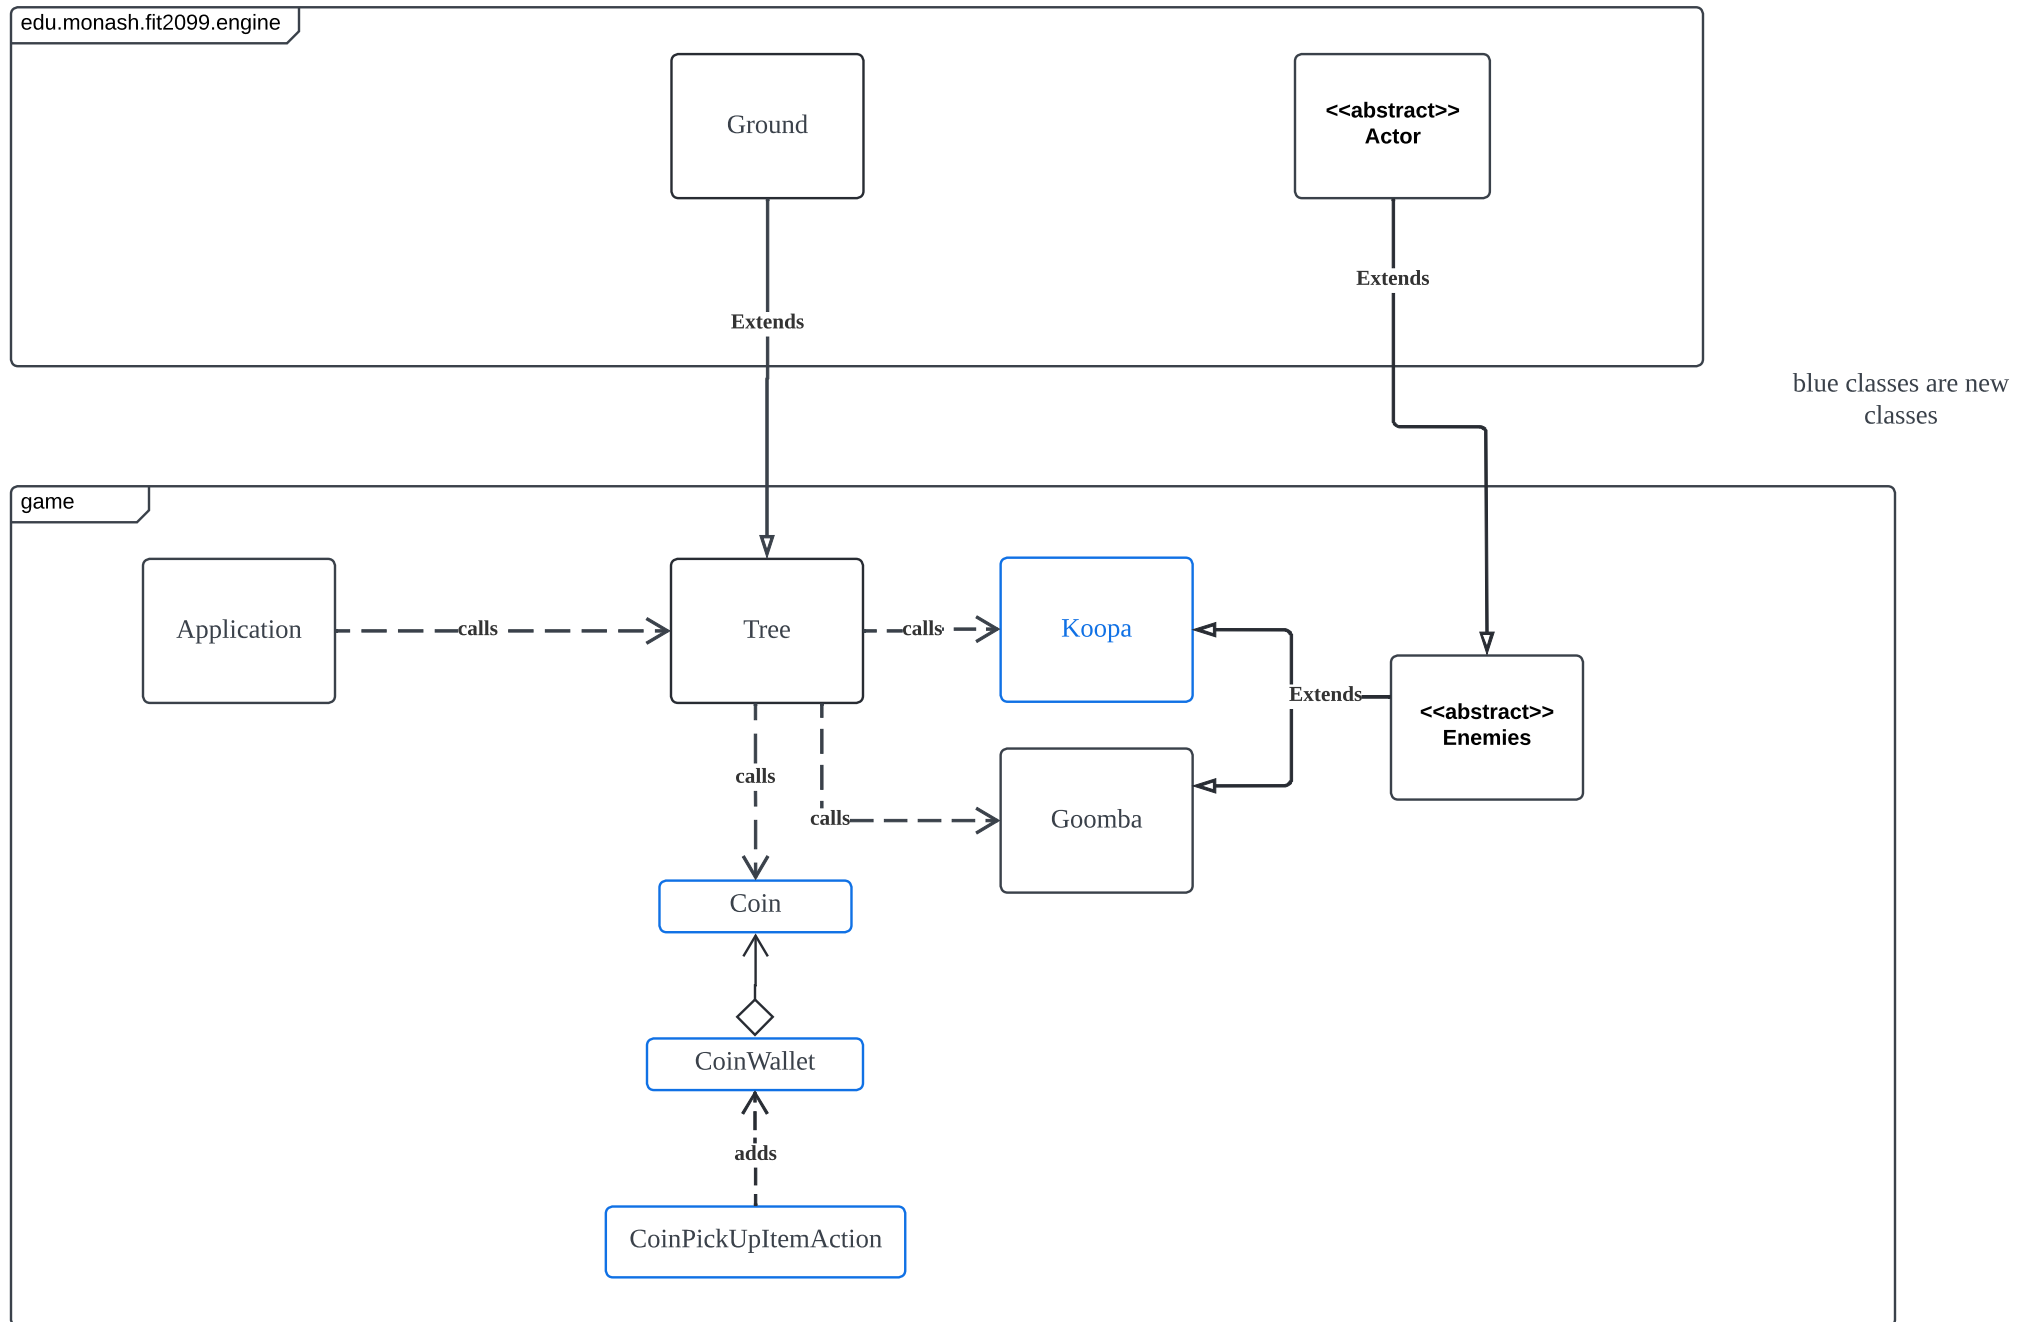 edu.monash.fit2099.engine
Ground
<<abstract>>
Actor
Extends
Extends
blue classes are new
classes
game
Application
calls
Tree
calls
Koopa
Extends
<<abstract>>
Enemies
calls
calls
Goomba
Coin
CoinWallet
adds
CoinPickUpItemAction